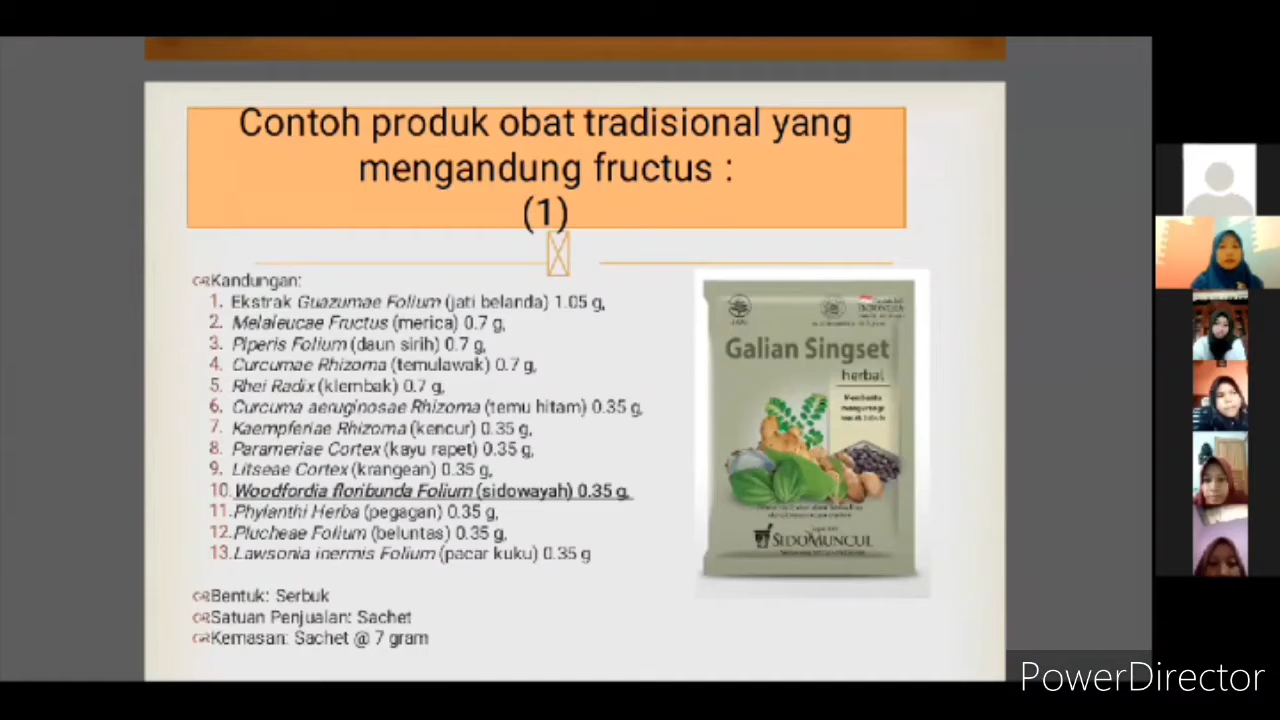 Contoh produk obat tradisional yang
mengandung fructus :
(1)
Kandungan:
1. Ekstrak Guazumae Folium (jati belanda) 1.05 g,
2. Melaleucae Fructus (merica) 0.7 g,
3. Piperis Folium (daun sirih) 0.7 g,
4. Curcumae Rhizoma (temulawak) 0.7 g,
5. Rhei Radix (klembak) 0.7 g,
6. Curcuma aeruginosae Rhizoma (temu hitam) 0.35 g,
7. Kaempferiae Rhizoma (kencur) 0.35 g,
8. Parameriae Cortex (kayu rapet) 0.35 g,
9. Litseae Cortex (krangean) 0.35 g,
10. Woodfordia floribunda Folium (sidowayah) 0.35 g,
11. Phylanthi Herba (pegagan) 0.35 g,
12. Plucheae Folium (beluntas) 0.35 g,
13. Lawsonia inermis Folium (pacar kuku) 0.35 g
Bentuk: Serbuk
Satuan Penjualan: Sachet
Kemasan: Sachet @ 7 gram
JAMU
INDONESIA
Galian Singset
herbal
Membantu
mengurangi
SIDOMUNCUL
PowerDirector